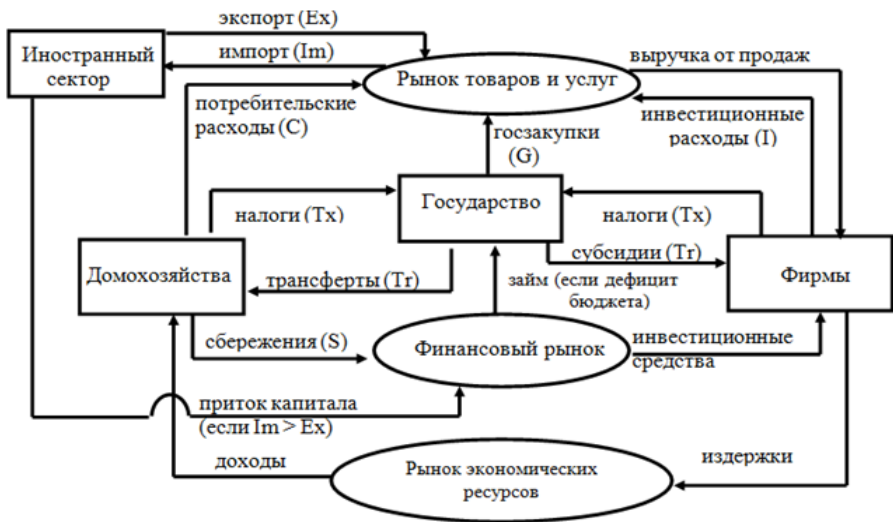 экспорт (Ex)
Иностранный
сектор
импорт (Im)
Рынок товаров и услуг
выручка от продаж
потребительские
расходы (C)
госзакупки
(G)
инвестиционные
расходы (I)
налоги (Tx)
Государство
налоги (Tx)
Домохозяйства
трансферты (Tr)
субсидии (Tr)
займ (если дефицит
бюджета)
Фирмы
сбережения (S)
Финансовый рынок
инвестиционные
средства
приток капитала
(если Im > Ex)
доходы
Рынок экономических
ресурсов
издержки